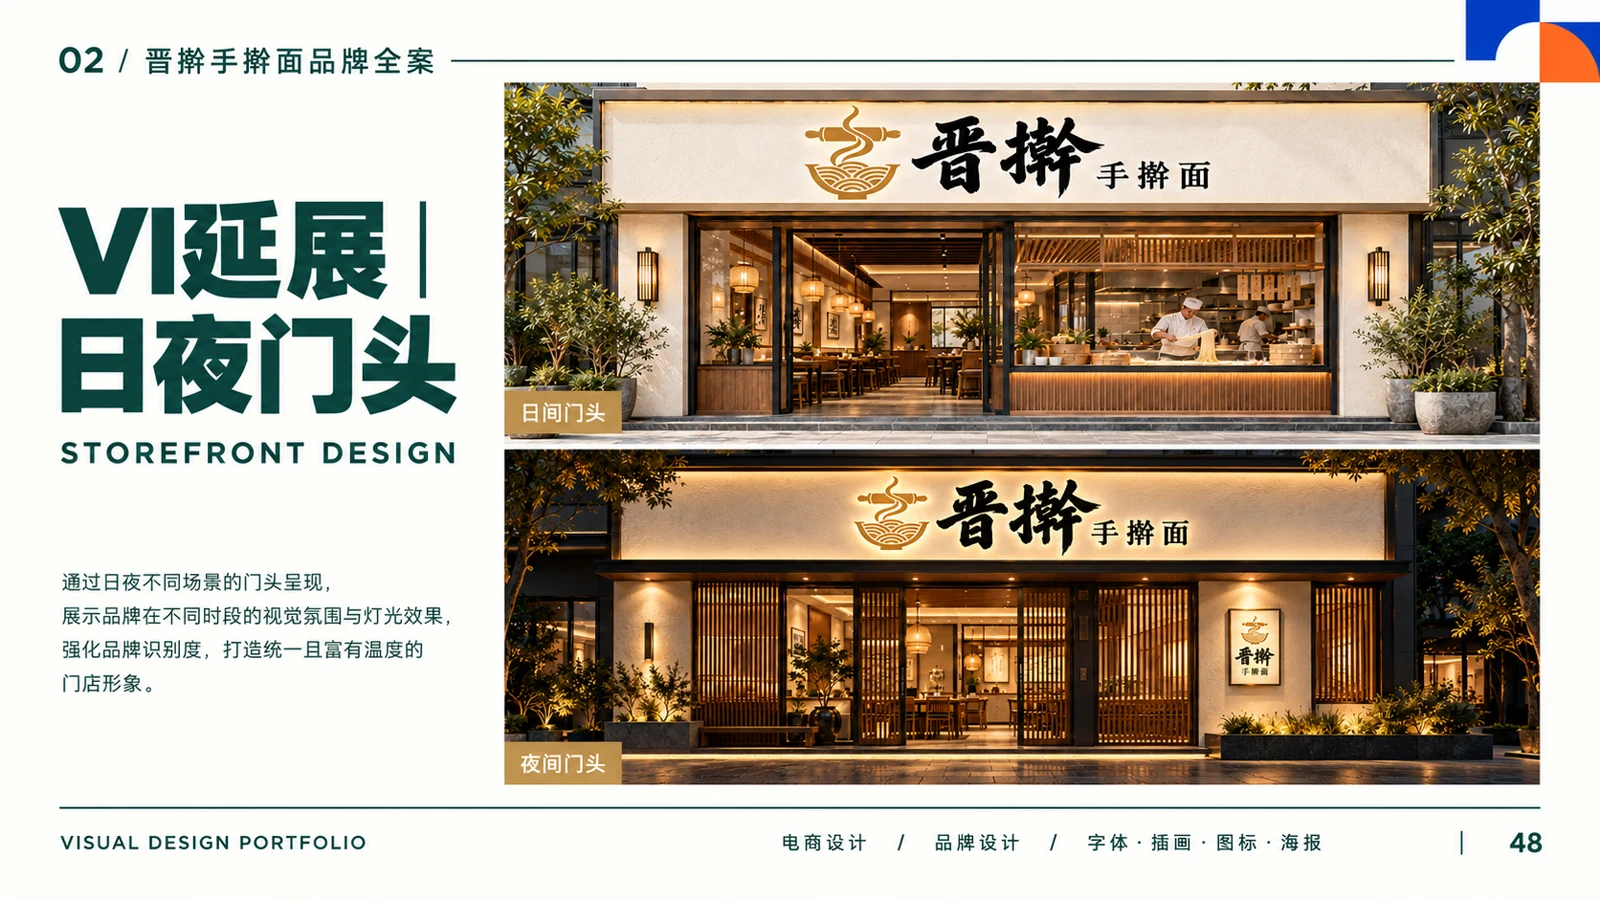 02 / 晋擀手擀面品牌全案
VI延展｜
日夜门头
STOREFRONT DESIGN
通过日夜不同场景的门头呈现，
展示品牌在不同时段的视觉氛围与灯光效果，
强化品牌识别度，打造统一且富有温度的
门店形象。
晋擀 手擀面
日间门头
晋擀 手擀面
晋擀
手擀面
夜间门头
VISUAL DESIGN PORTFOLIO
电商设计 / 品牌设计 / 字体·插画·图标·海报 | 48